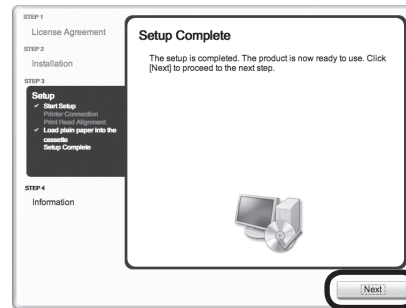 STEP 1
License Agreement
STEP 2
Installation
STEP 3
Setup
✓ Start Setup
Printer Connection
Print Head Alignment
✓ Load plain paper into the
cassette
Setup Complete
STEP 4
Information
Setup Complete
The setup is completed. The product is now ready to use. Click
[Next] to proceed to the next step.
Next